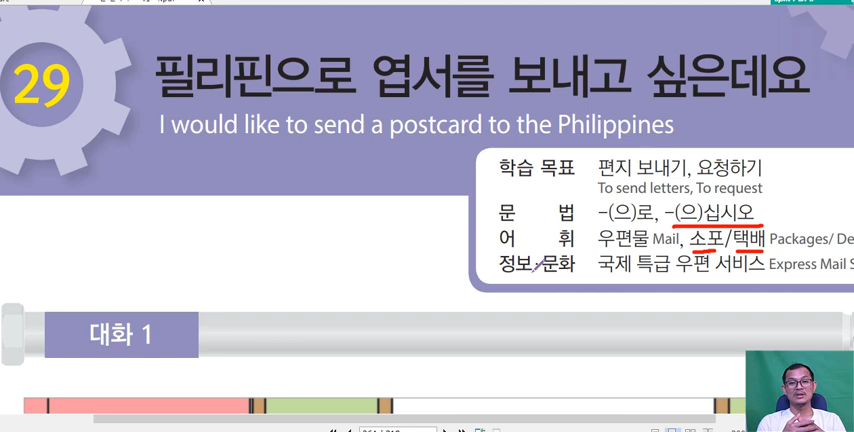 29
필리핀으로 엽서를 보내고 싶은데요
I would like to send a postcard to the Philippines
학습 목표 편지 보내기, 요청하기
To send letters, To request
문 법 -(으)로, -(으)십시오
어 휘 우편물 Mail, 소포/택배 Packages/ De
정보·문화 국제 특급 우편 서비스 Express Mail S
대화 1